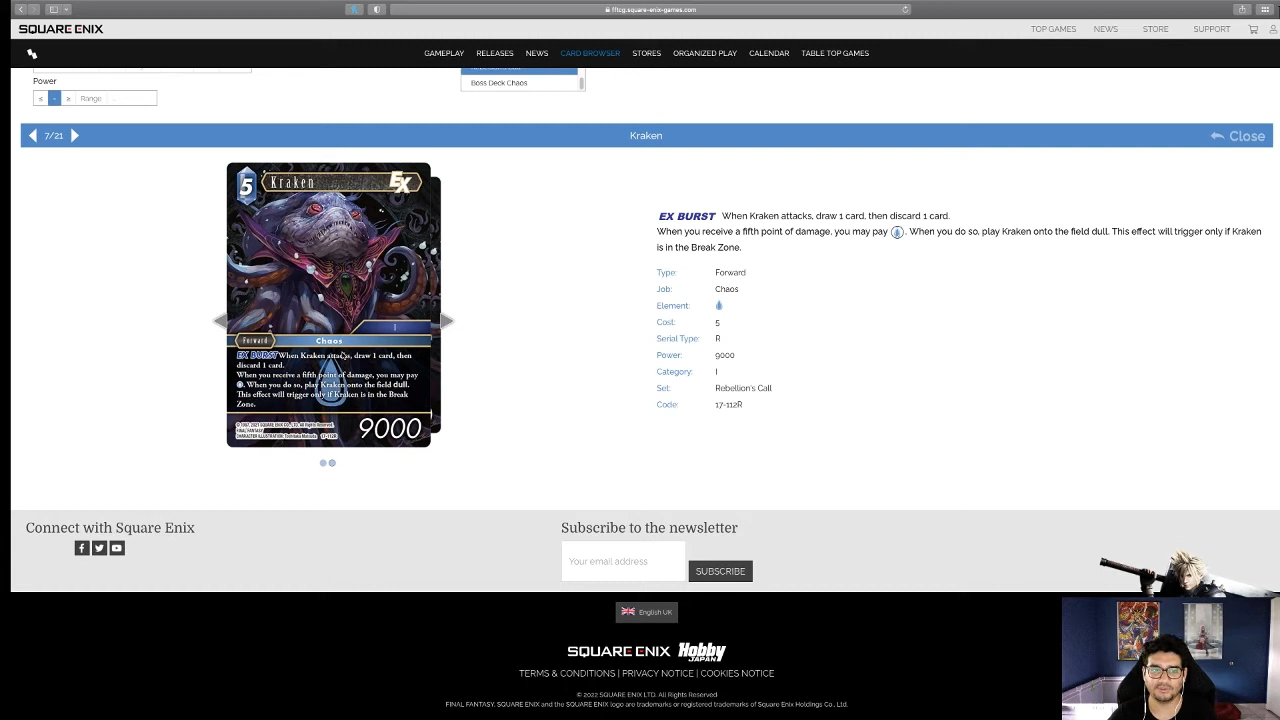 fftcg.square-enix-games.com
SQUARE ENIX
TOP GAMES NEWS STORE SUPPORT
GAMEPLAY RELEASES NEWS CARD BROWSER STORES ORGANIZED PLAY CALENDAR TABLE TOP GAMES
Power
≤ - ≥ Range
Boss Deck Chaos
7/21
Kraken
Close
5
Kraken
EX
I
Forward
Chaos
EX BURST When Kraken attacks, draw 1 card, then
discard 1 card.
When you receive a fifth point of damage, you may pay
. When you do so, play Kraken onto the field dull.
This effect will trigger only if Kraken is in the Break
Zone.
9000
EX BURST When Kraken attacks, draw 1 card, then discard 1 card.
When you receive a fifth point of damage, you may pay . When you do so, play Kraken onto the field dull. This effect will trigger only if Kraken
is in the Break Zone.
Type: Forward
Job: Chaos
Element:
Cost: 5
Serial Type: R
Power: 9000
Category: I
Set: Rebellion's Call
Code: 17-112R
Connect with Square Enix
Subscribe to the newsletter
Your email address
SUBSCRIBE
English UK
SQUARE ENIX Hobby JAPAN
TERMS & CONDITIONS | PRIVACY NOTICE | COOKIES NOTICE
© 2022 SQUARE ENIX LTD. All Rights Reserved
FINAL FANTASY, SQUARE ENIX and the SQUARE ENIX logo are trademarks or registered trademarks of Square Enix Holdings Co., Ltd.